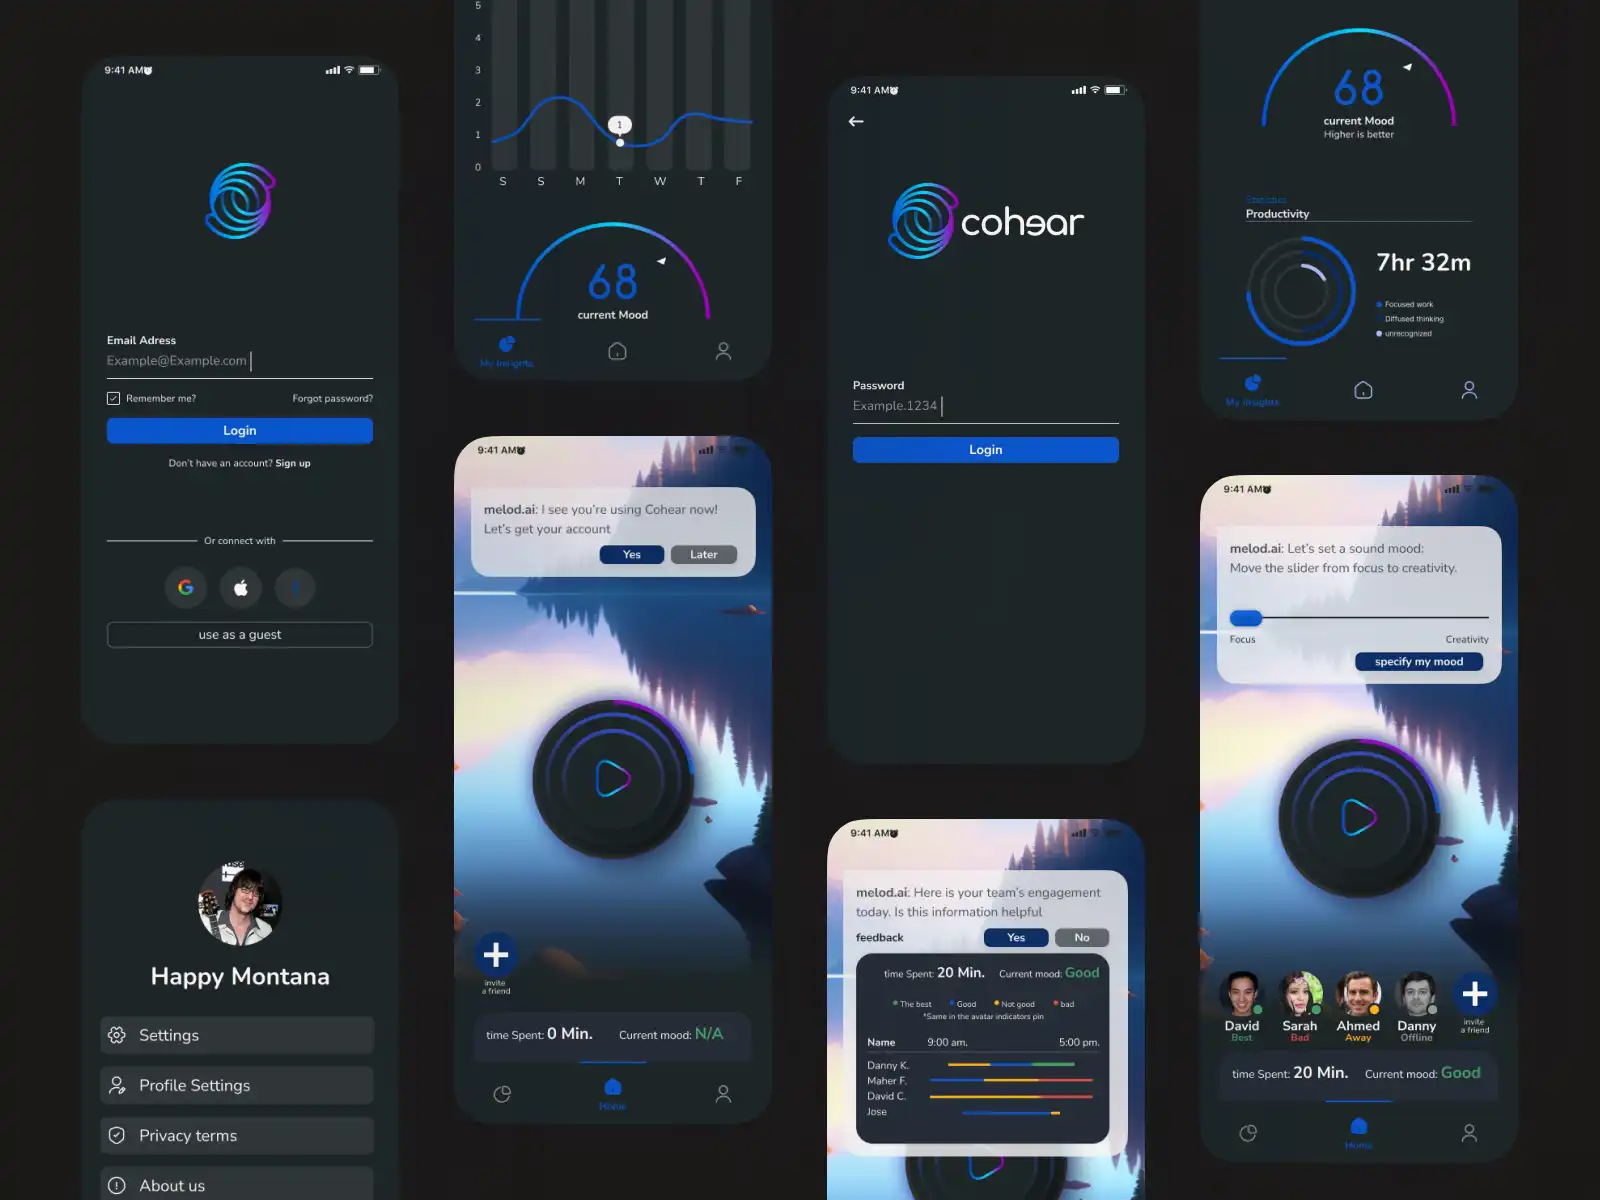 9:41 AM
Email Adress
Example@Example.com
Remember me?
Forgot password?
Login
Don't have an account? Sign up
Or connect with
G
use as a guest
Happy Montana
Settings
Profile Settings
Privacy terms
About us
5
4
3
2
1
0
1
S S M T W T F
68
current Mood
My Insights
9:41 AM
melod.ai: I see you're using Cohear now!
Let's get your account
Yes
Later
invite
a friend
time Spent: 0 Min.
Current mood: N/A
Home
9:41 AM
cohear
Password
Example.1234
Login
9:41 AM
melod.ai: Here is your team's engagement
today. Is this information helpful
feedback
Yes
No
time Spent: 20 Min.
Current mood: Good
The best
Good
Not good
bad
*Same in the avatar indicators pin
Name
9:00 am.
5:00 pm.
Danny K.
Maher F.
David C.
Jose
68
current Mood
Higher is better
Statistics
Productivity
7hr 32m
Focused work
Diffused thinking
unrecognized
My Insights
9:41 AM
melod.ai: Let's set a sound mood:
Move the slider from focus to creativity.
Focus
Creativity
specify my mood
David
Best
Sarah
Bad
Ahmed
Away
Danny
Offline
invite
a friend
time Spent: 20 Min.
Current mood: Good
Home